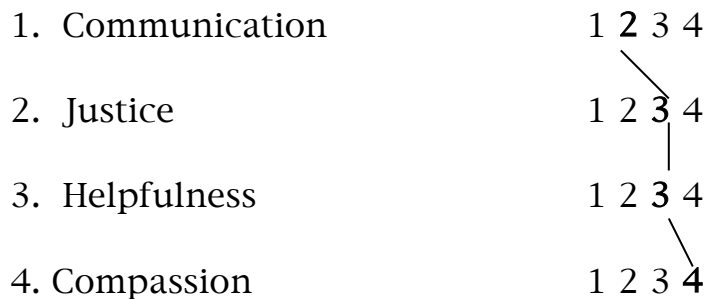 1. Communication 1 2 3 4
2. Justice 1 2 3 4
3. Helpfulness 1 2 3 4
4. Compassion 1 2 3 4